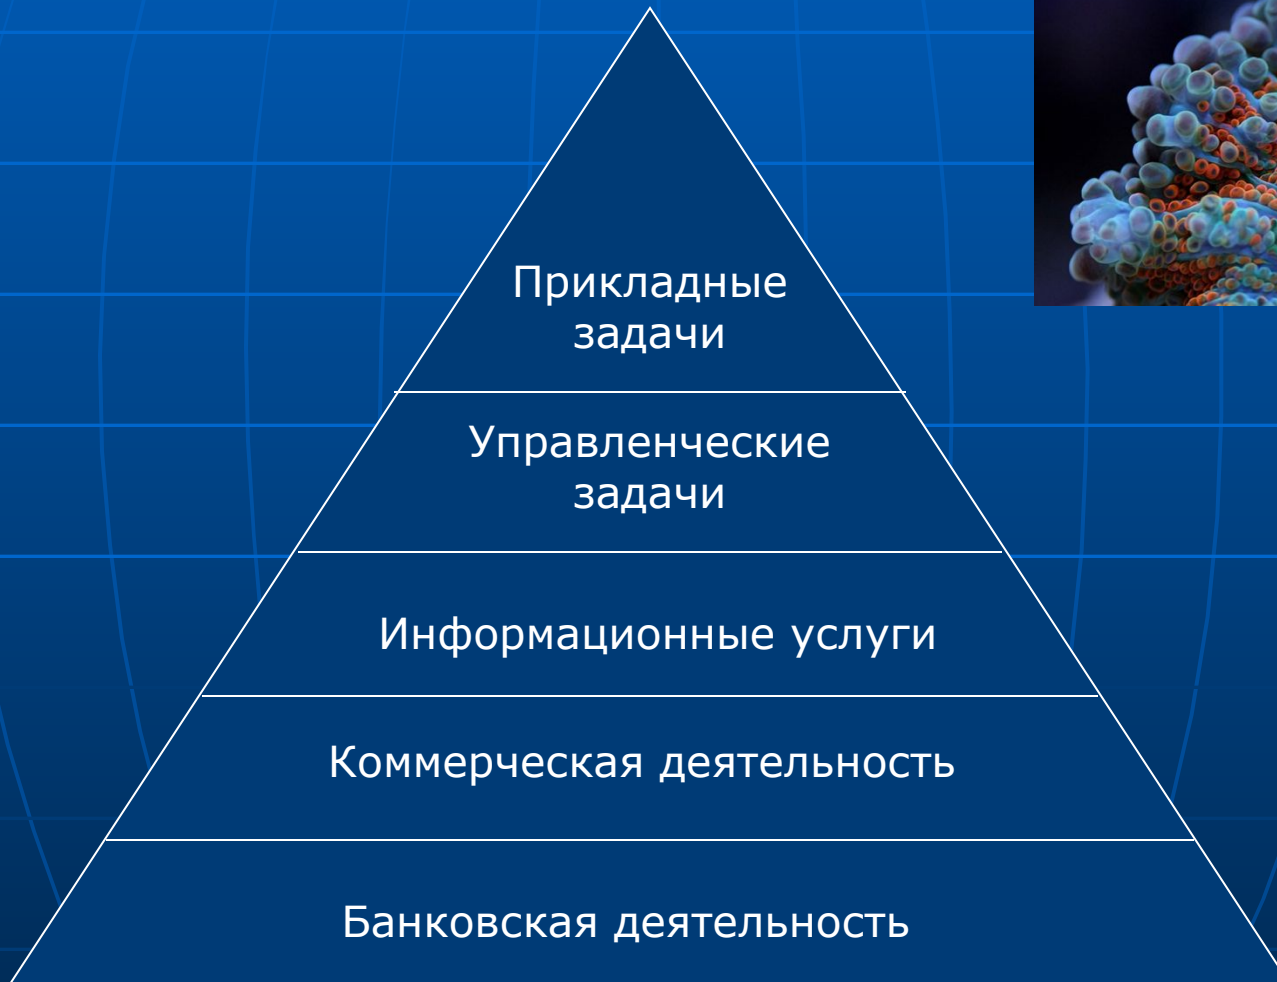 Прикладные
задачи
Управленческие
задачи
Информационные услуги
Коммерческая деятельность
Банковская деятельность